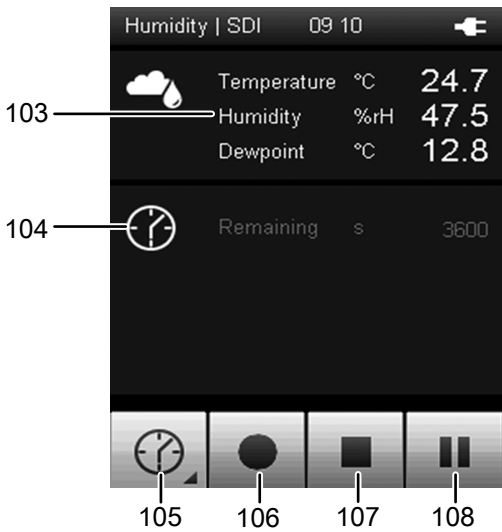 Humidity | SDI 09 10
Temperature °C 24.7
103 Humidity %rH 47.5
Dewpoint °C 12.8
104 Remaining s 3600
105 106 107 108